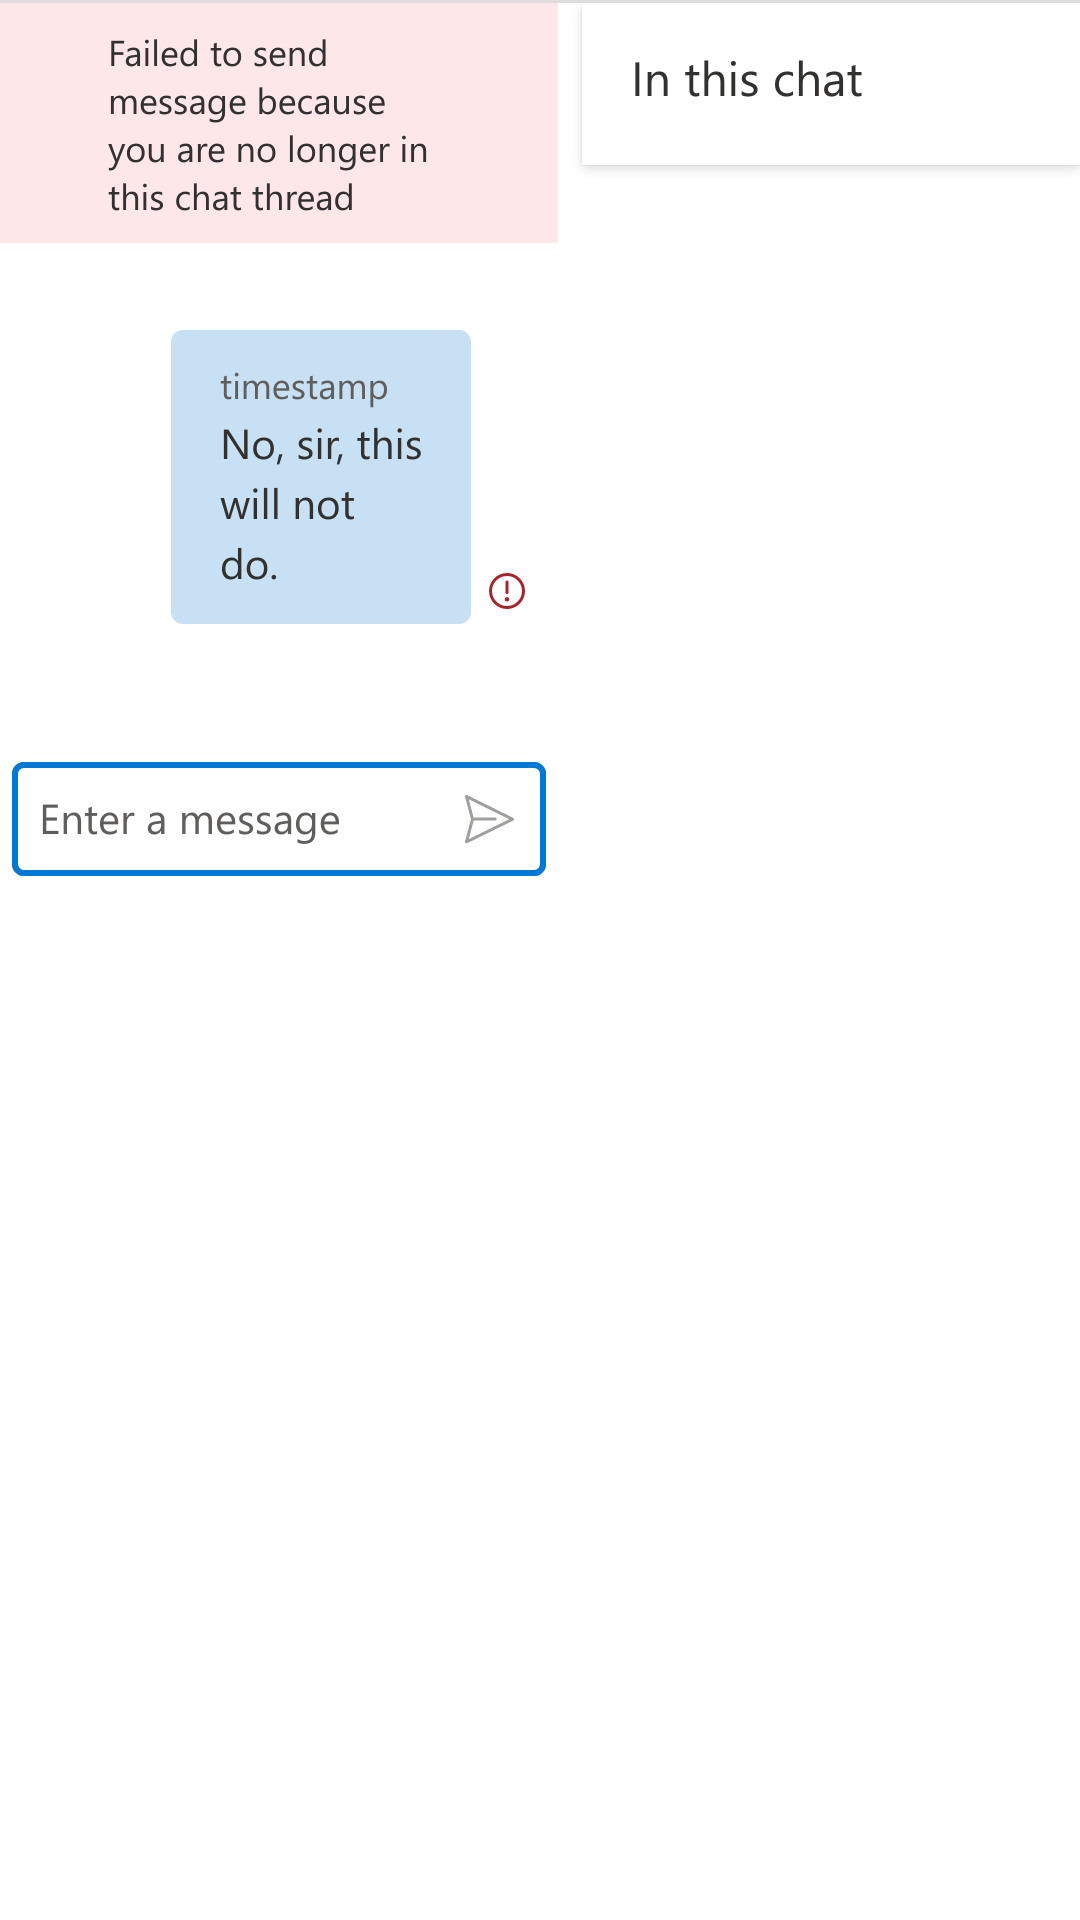 Failed to send
message because
you are no longer in
this chat thread
In this chat
timestamp
No, sir, this
will not
do.
Enter a message